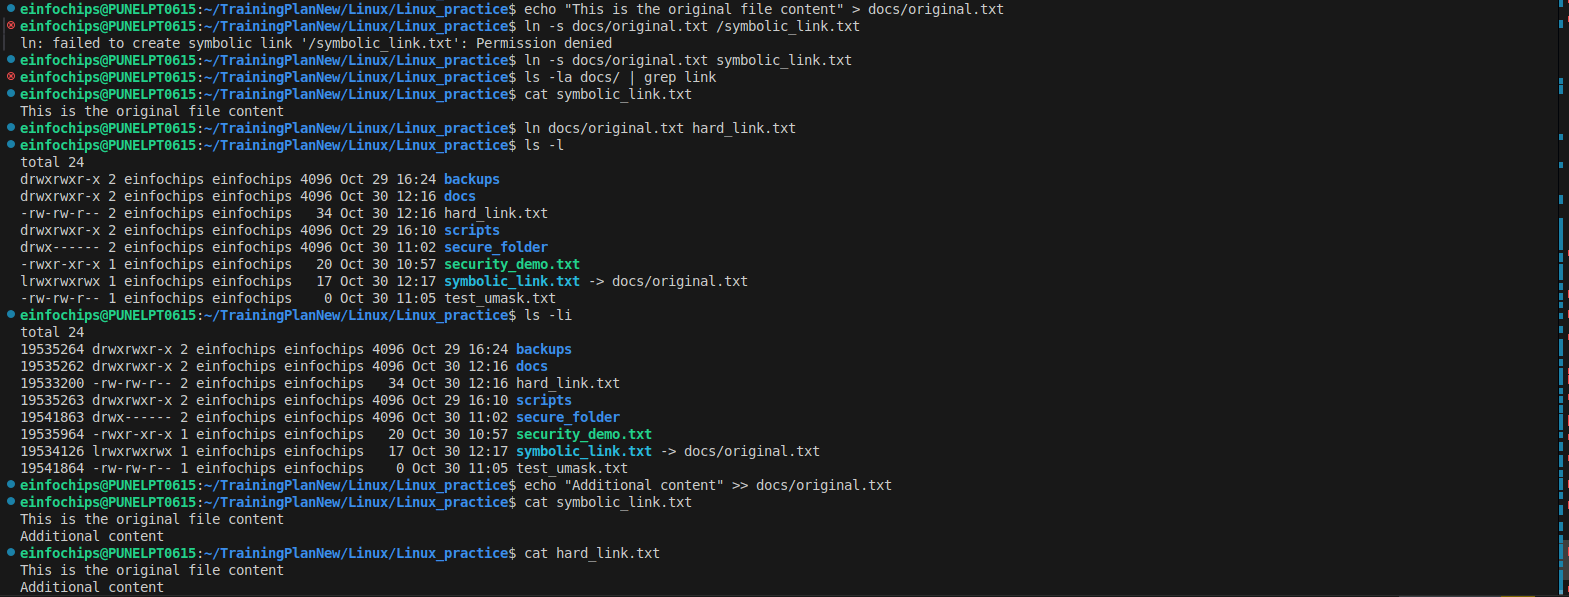 einfochips@PUNELPT0615:~/TrainingPlanNew/Linux/Linux_practice$ echo "This is the original file content" > docs/original.txt
einfochips@PUNELPT0615:~/TrainingPlanNew/Linux/Linux_practice$ ln -s docs/original.txt /symbolic_link.txt
ln: failed to create symbolic link '/symbolic_link.txt': Permission denied
einfochips@PUNELPT0615:~/TrainingPlanNew/Linux/Linux_practice$ ln -s docs/original.txt symbolic_link.txt
einfochips@PUNELPT0615:~/TrainingPlanNew/Linux/Linux_practice$ ls -la docs/ | grep link
einfochips@PUNELPT0615:~/TrainingPlanNew/Linux/Linux_practice$ cat symbolic_link.txt
This is the original file content
einfochips@PUNELPT0615:~/TrainingPlanNew/Linux/Linux_practice$ ln docs/original.txt hard_link.txt
einfochips@PUNELPT0615:~/TrainingPlanNew/Linux/Linux_practice$ ls -l
total 24
drwxrwxr-x 2 einfochips einfochips 4096 Oct 29 16:24 backups
drwxrwxr-x 2 einfochips einfochips 4096 Oct 30 12:16 docs
-rw-rw-r-- 2 einfochips einfochips   34 Oct 30 12:16 hard_link.txt
drwxrwxr-x 2 einfochips einfochips 4096 Oct 29 16:10 scripts
drwx------ 2 einfochips einfochips 4096 Oct 30 11:02 secure_folder
-rwxr-xr-x 1 einfochips einfochips   20 Oct 30 10:57 security_demo.txt
lrwxrwxrwx 1 einfochips einfochips   17 Oct 30 12:17 symbolic_link.txt -> docs/original.txt
-rw-rw-r-- 1 einfochips einfochips    0 Oct 30 11:05 test_umask.txt
einfochips@PUNELPT0615:~/TrainingPlanNew/Linux/Linux_practice$ ls -li
total 24
19535264 drwxrwxr-x 2 einfochips einfochips 4096 Oct 29 16:24 backups
19535262 drwxrwxr-x 2 einfochips einfochips 4096 Oct 30 12:16 docs
19533200 -rw-rw-r-- 2 einfochips einfochips   34 Oct 30 12:16 hard_link.txt
19535263 drwxrwxr-x 2 einfochips einfochips 4096 Oct 29 16:10 scripts
19541863 drwx------ 2 einfochips einfochips 4096 Oct 30 11:02 secure_folder
19535964 -rwxr-xr-x 1 einfochips einfochips   20 Oct 30 10:57 security_demo.txt
19534126 lrwxrwxrwx 1 einfochips einfochips   17 Oct 30 12:17 symbolic_link.txt -> docs/original.txt
19541864 -rw-rw-r-- 1 einfochips einfochips    0 Oct 30 11:05 test_umask.txt
einfochips@PUNELPT0615:~/TrainingPlanNew/Linux/Linux_practice$ echo "Additional content" >> docs/original.txt
einfochips@PUNELPT0615:~/TrainingPlanNew/Linux/Linux_practice$ cat symbolic_link.txt
This is the original file content
Additional content
einfochips@PUNELPT0615:~/TrainingPlanNew/Linux/Linux_practice$ cat hard_link.txt
This is the original file content
Additional content